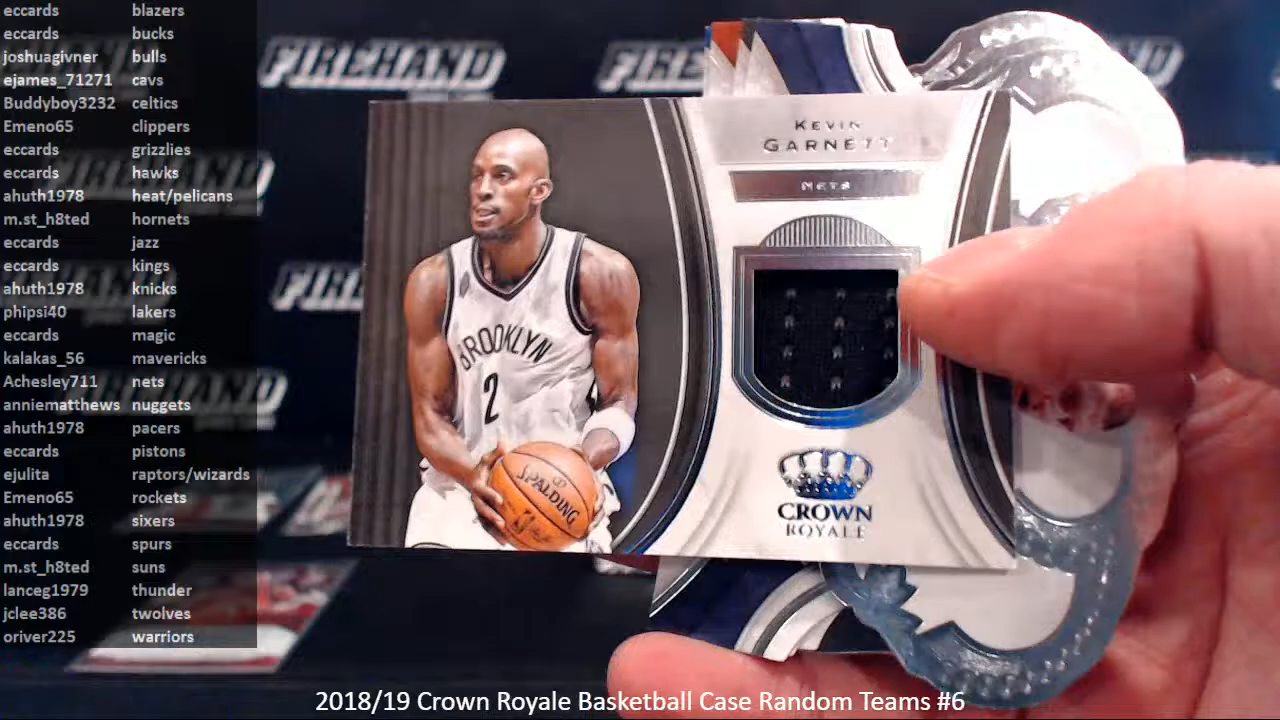 eccards blazers
eccards bucks
joshuagivner bulls
ejames_71271 cavs
Buddyboy3232 celtics
Emeno65 clippers
eccards grizzlies
eccards hawks
ahuth1978 heat/pelicans
m.st_h8ted hornets
eccards jazz
eccards kings
ahuth1978 knicks
phipsi40 lakers
eccards magic
kalakas_56 mavericks
Achesley711 nets
anniematthews nuggets
ahuth1978 pacers
eccards pistons
ejulita raptors/wizards
Emeno65 rockets
ahuth1978 sixers
eccards spurs
m.st_h8ted suns
lanceg1979 thunder
jclee386 twolves
oriver225 warriors
FIREHAND
FIREHAND
KEVIN
GARNETT
NETS
BROOKLYN
2
SPALDING
CROWN
ROYALE
2018/19 Crown Royale Basketball Case Random Teams #6